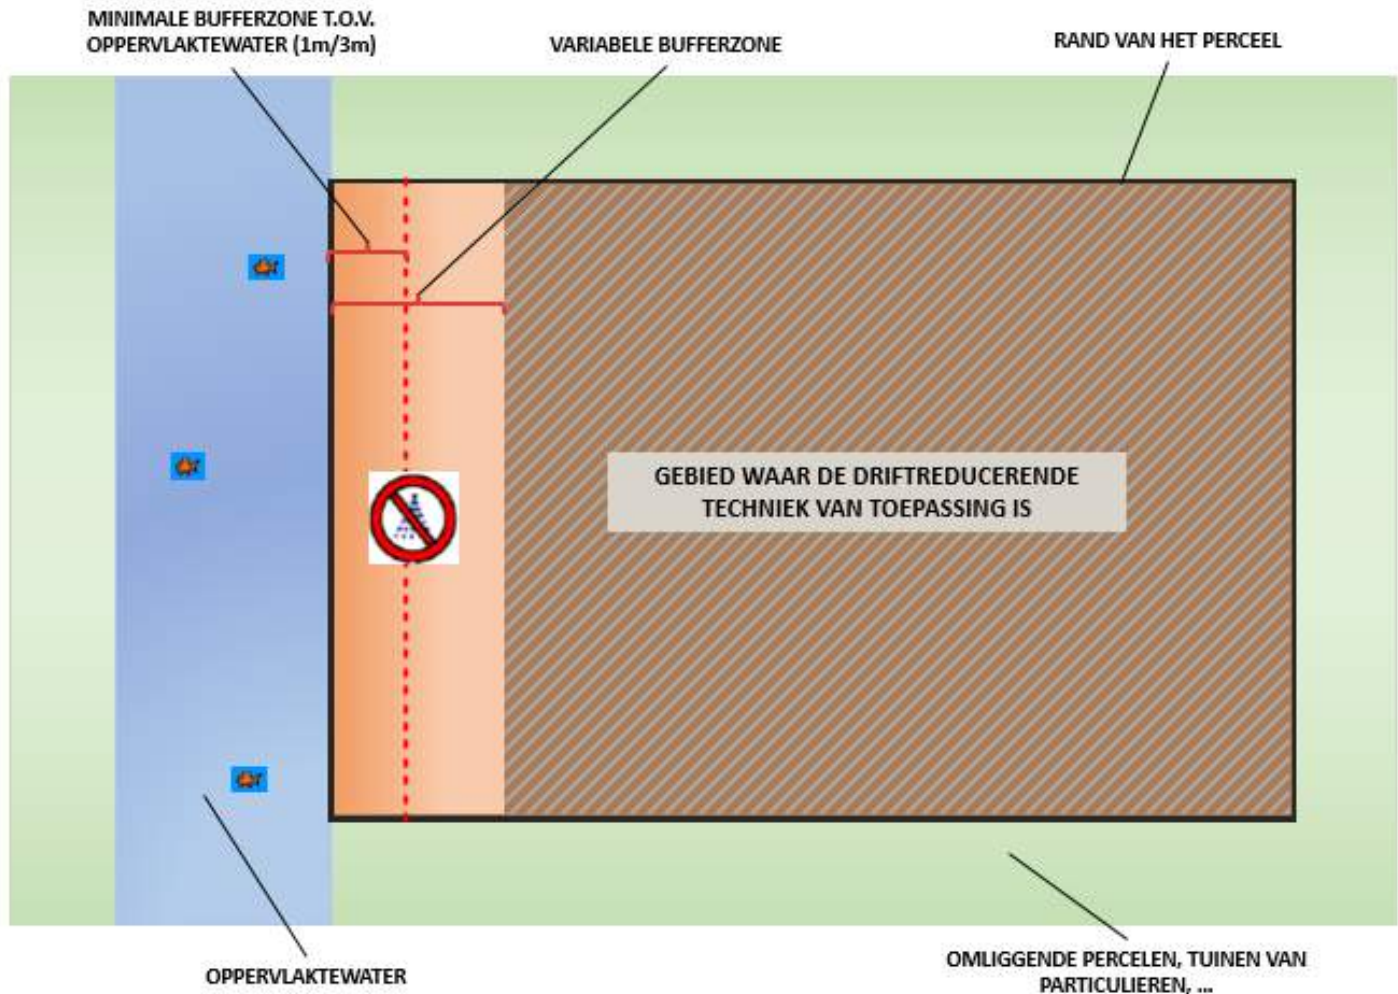 MINIMALE BUFFERZONE T.O.V.
OPPERVLAKTEWATER (1m/3m)
VARIABELE BUFFERZONE
RAND VAN HET PERCEEL
GEBIED WAAR DE DRIFTREDUCERENDE
TECHNIEK VAN TOEPASSING IS
OPPERVLAKTEWATER
OMLIGGENDE PERCELEN, TUINEN VAN
PARTICULIEREN, ...